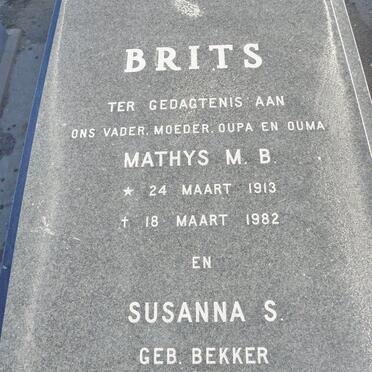 BRITS
TER GEDAGTENIS AAN
ONS VADER, MOEDER, OUPA EN OUMA
MATHYS M. B.
* 24 MAART 1913
† 18 MAART 1982
EN
SUSANNA S.
GEB. BEKKER